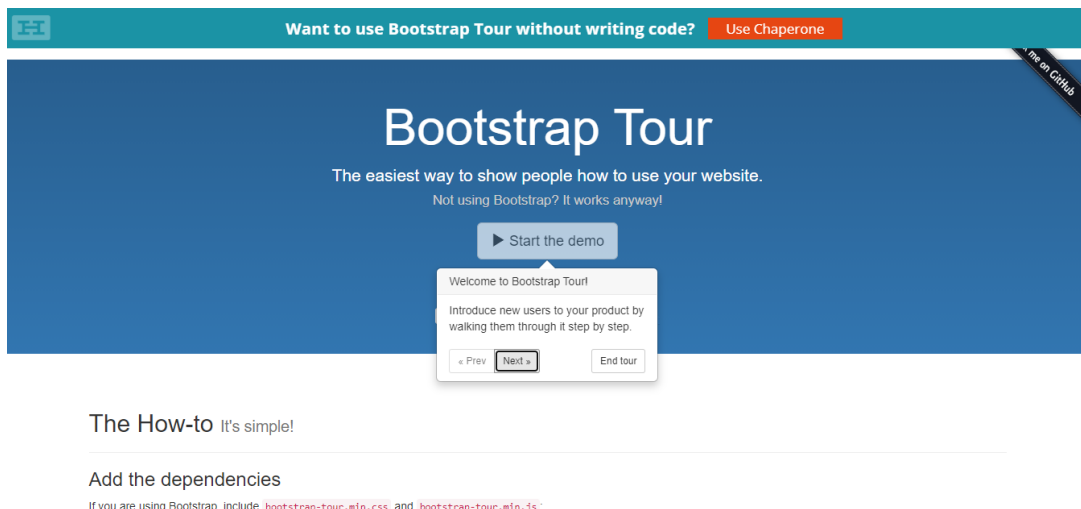 Want to use Bootstrap Tour without writing code? Use Chaperone
me on GitHub
Bootstrap Tour
The easiest way to show people how to use your website.
Not using Bootstrap? It works anyway!
Start the demo
Welcome to Bootstrap Tour!
Introduce new users to your product by
walking them through it step by step.
« Prev Next » End tour
The How-to It's simple!
Add the dependencies
If you are using Bootstrap, include bootstrap-tour.min.css and bootstrap-tour.min.js: